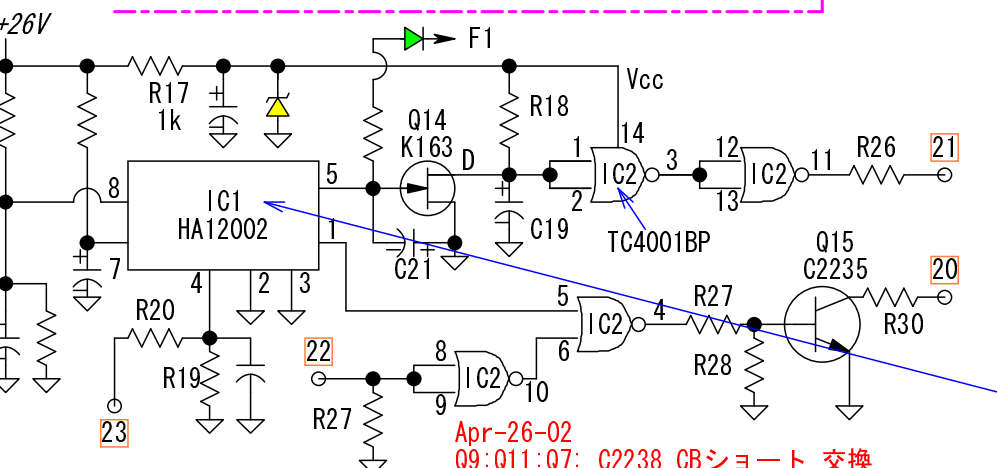 +26V
F1
Vcc
R17
1k
R18
Q14
K163
D
14
1
2
IC2
3
12
13
IC2
11
R26
21
8
5
IC1
HA12002
1
7
4
2
3
C21
C19
TC4001BP
Q15
C2235
20
R20
5
6
IC2
4
R27
R28
R30
R19
22
8
9
IC2
10
R27
23
Apr-26-02
Q9:Q11:Q7: C2238 CBショート 交換